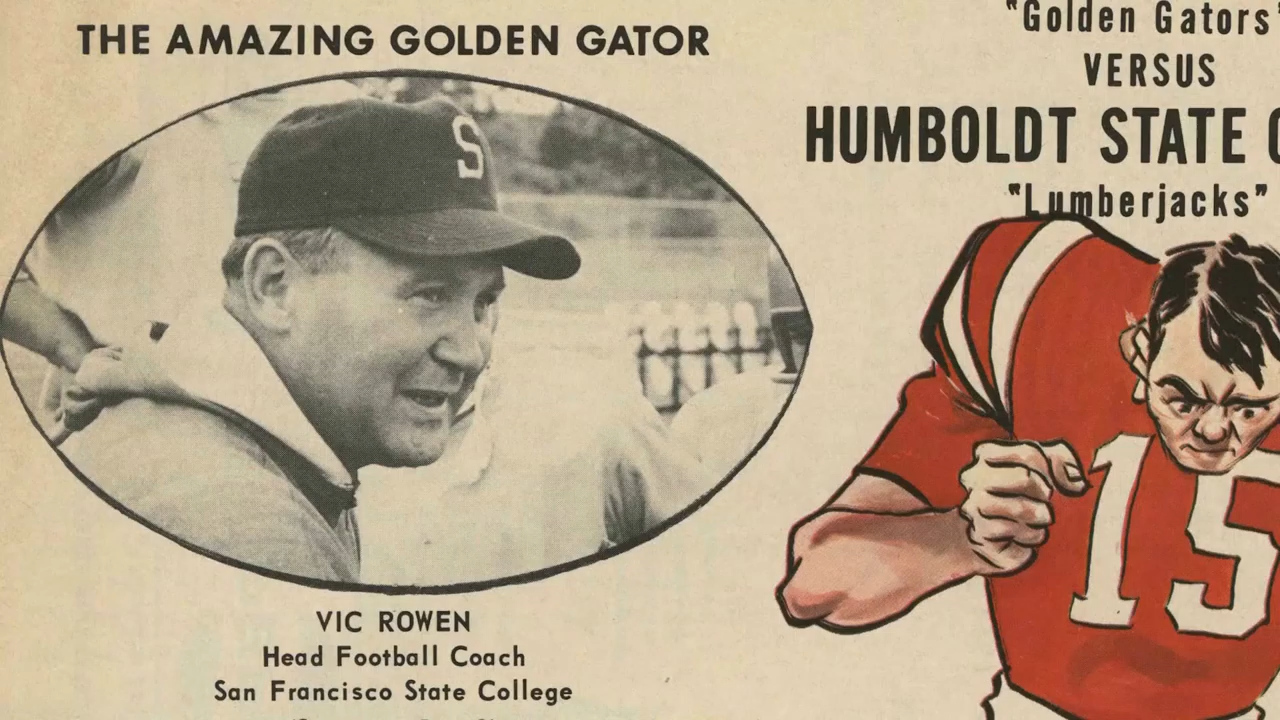 THE AMAZING GOLDEN GATOR
S
VIC ROWEN
Head Football Coach
San Francisco State College
"Golden Gators"
VERSUS
HUMBOLDT STATE
"Lumberjacks"
15